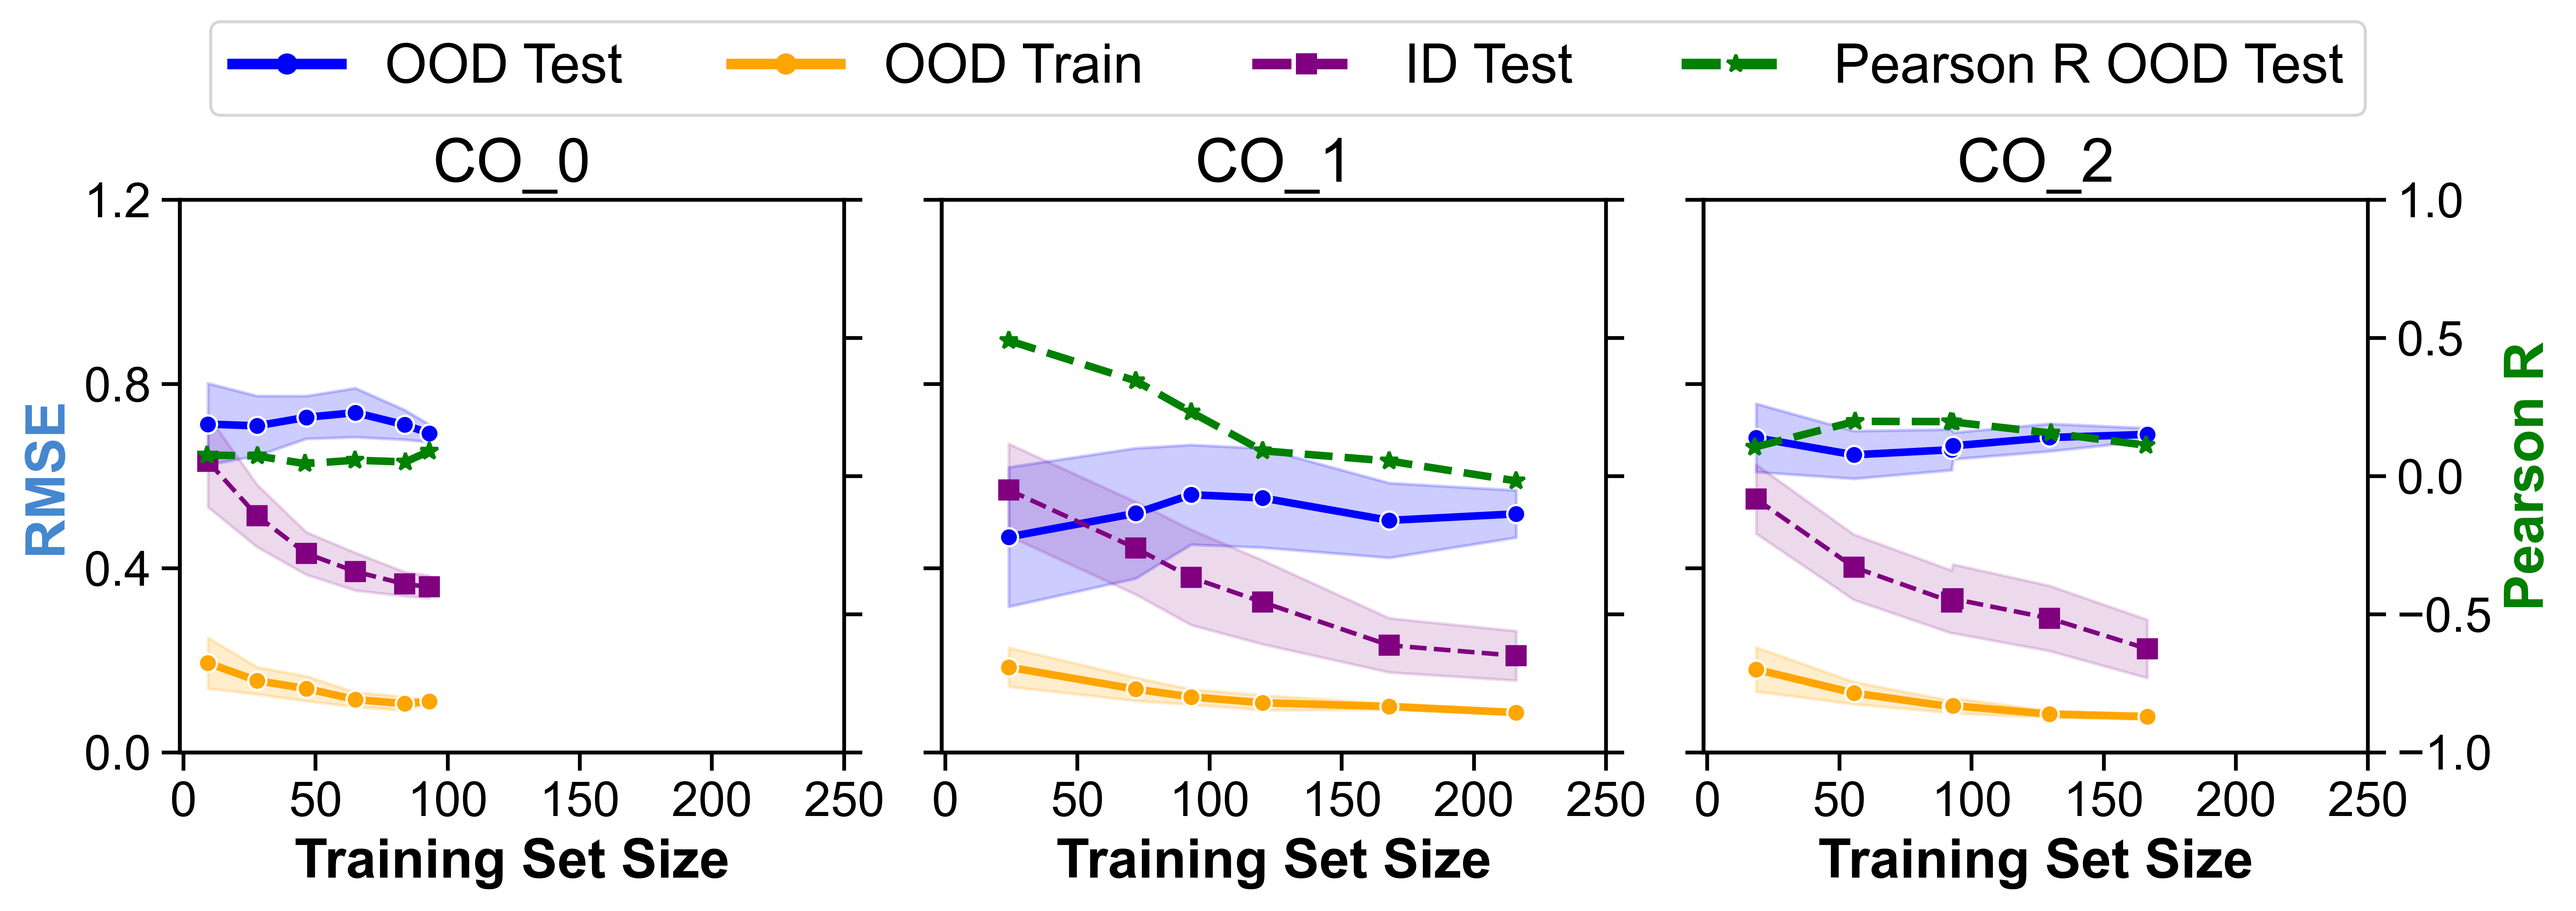 OOD Test OOD Train ID Test Pearson R OOD Test
CO_0 CO_1 CO_2
RMSE
1.2
0.8
0.4
0.0
0 50 100 150 200 250
0 50 100 150 200 250
0 50 100 150 200 250
1.0
0.5
0.0
−0.5
−1.0
Pearson R
Training Set Size Training Set Size Training Set Size